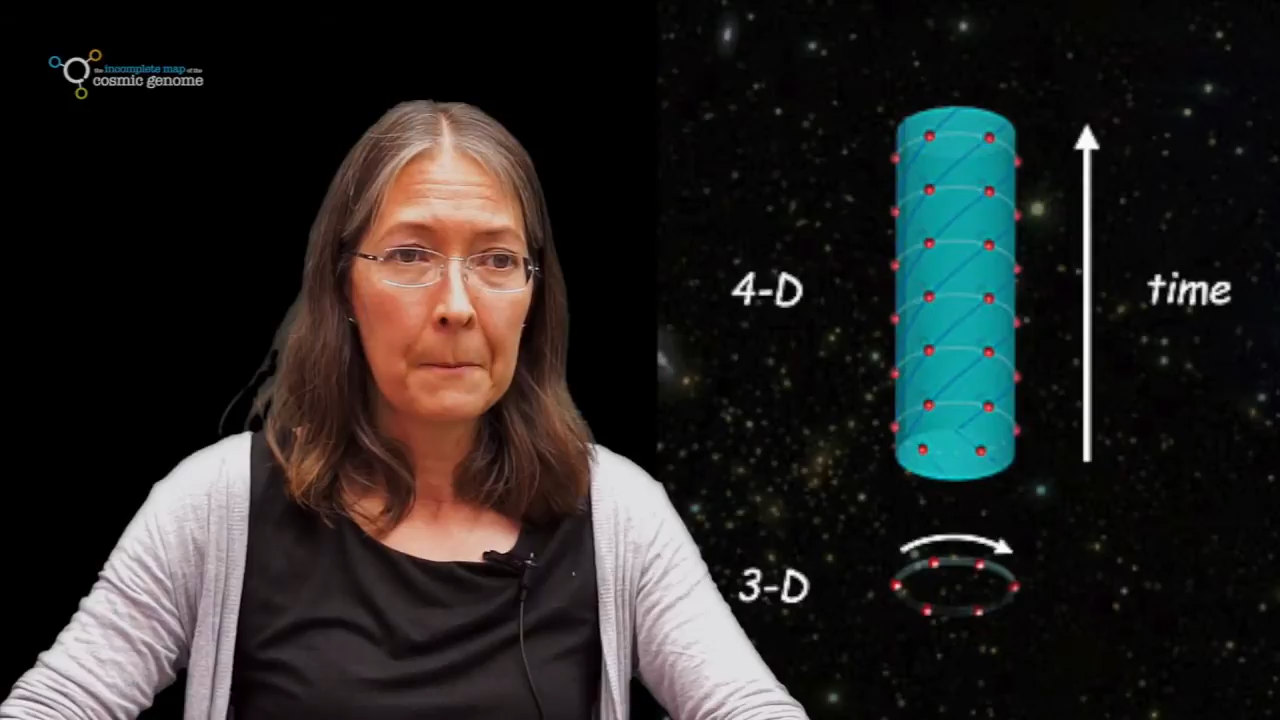 the incomplete map of the
cosmic genome
4-D
time
3-D